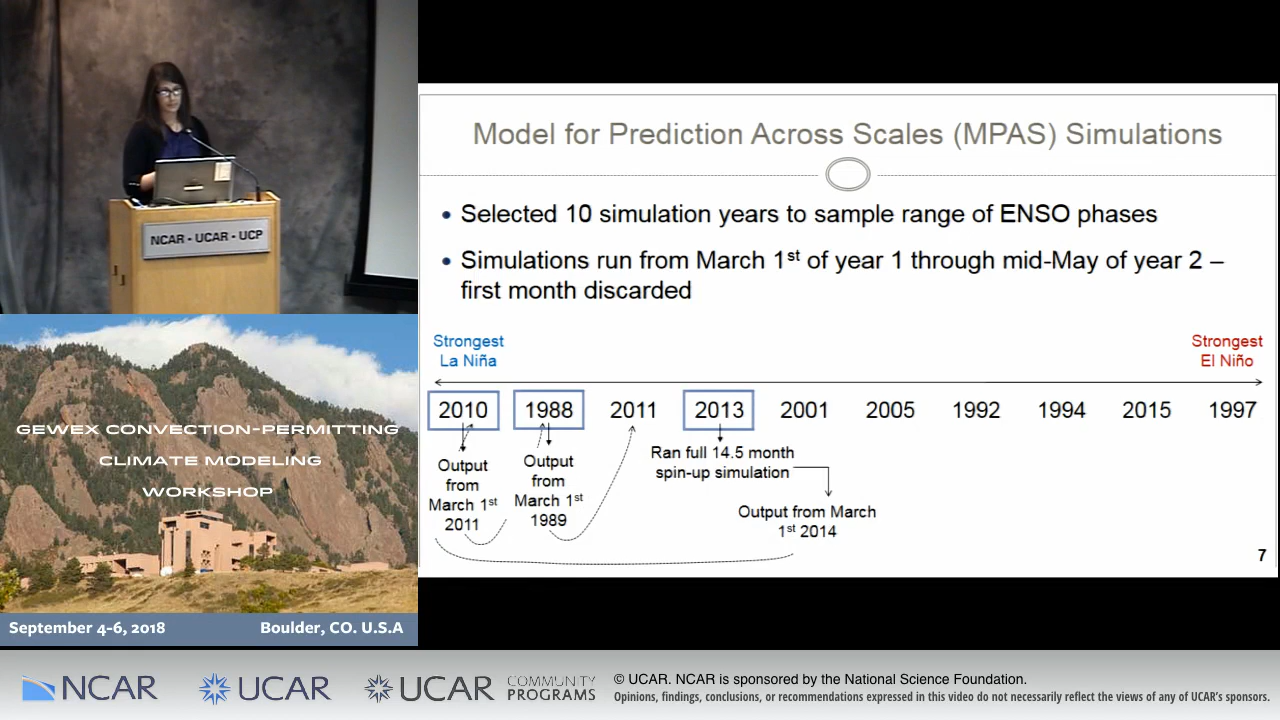 NCAR • UCAR • UCP
GEWEX CONVECTION-PERMITTING
CLIMATE MODELING
WORKSHOP
September 4-6, 2018
Boulder, CO. U.S.A
Model for Prediction Across Scales (MPAS) Simulations
• Selected 10 simulation years to sample range of ENSO phases
• Simulations run from March 1st of year 1 through mid-May of year 2 –
first month discarded
Strongest
La Niña
Strongest
El Niño
2010 1988 2011 2013 2001 2005 1992 1994 2015 1997
Output
from
March 1st
2011
Output
from
March 1st
1989
Ran full 14.5 month
spin-up simulation
Output from March
1st 2014
7
NCAR
UCAR
UCAR
COMMUNITY
PROGRAMS
© UCAR. NCAR is sponsored by the National Science Foundation.
Opinions, findings, conclusions, or recommendations expressed in this video do not necessarily reflect the views of any of UCAR's sponsors.